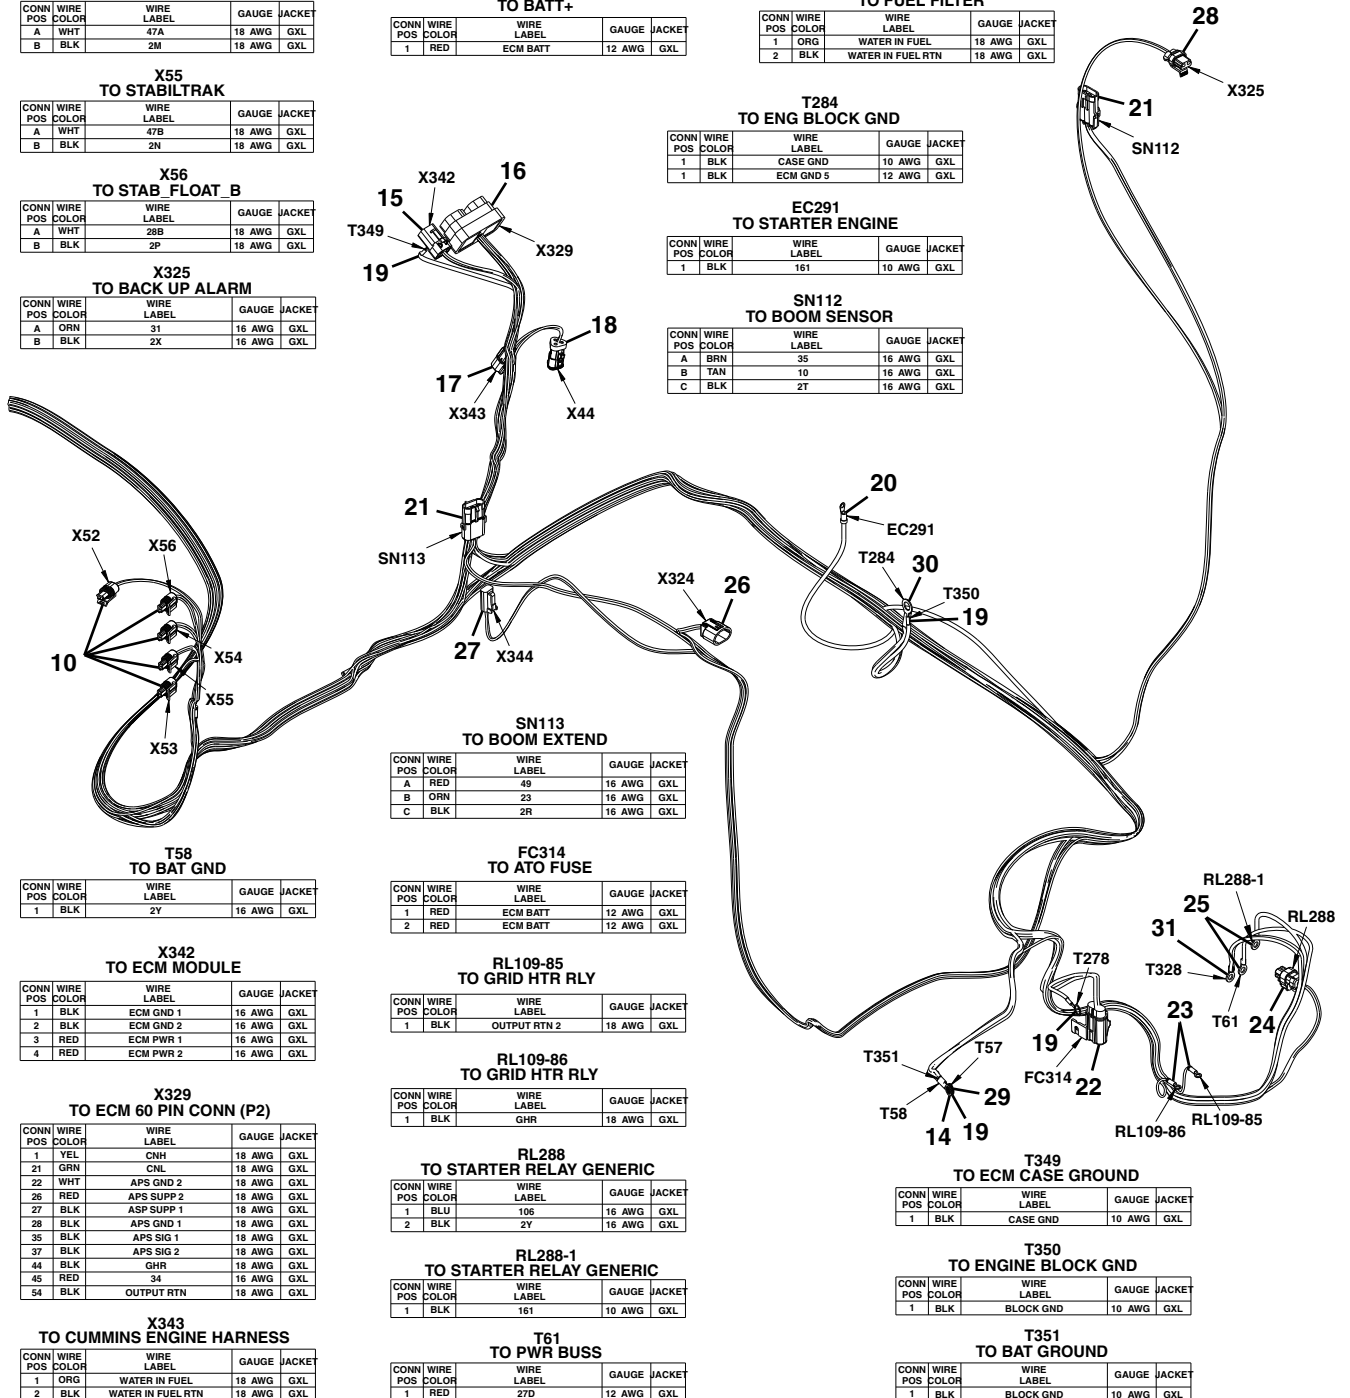 CONN POS WIRE COLOR WIRE LABEL GAUGE JACKET
A WHT 47A 18 AWG GXL
B BLK 2M 18 AWG GXL
X55
TO STABILTRAK
CONN POS WIRE COLOR WIRE LABEL GAUGE JACKET
A WHT 47B 18 AWG GXL
B BLK 2N 18 AWG GXL
X56
TO STAB_FLOAT_B
CONN POS WIRE COLOR WIRE LABEL GAUGE JACKET
A WHT 28B 18 AWG GXL
B BLK 2P 18 AWG GXL
X325
TO BACK UP ALARM
CONN POS WIRE COLOR WIRE LABEL GAUGE JACKET
A ORN 31 16 AWG GXL
B BLK 2X 16 AWG GXL
TO BATT+
CONN POS WIRE COLOR WIRE LABEL GAUGE JACKET
1 RED ECM BATT 12 AWG GXL
TO FUEL FILTER
CONN POS WIRE COLOR WIRE LABEL GAUGE JACKET
1 ORG WATER IN FUEL 18 AWG GXL
2 BLK WATER IN FUEL RTN 18 AWG GXL
T284
TO ENG BLOCK GND
CONN POS WIRE COLOR WIRE LABEL GAUGE JACKET
1 BLK CASE GND 10 AWG GXL
1 BLK ECM GND 5 12 AWG GXL
EC291
TO STARTER ENGINE
CONN POS WIRE COLOR WIRE LABEL GAUGE JACKET
1 BLK 161 10 AWG GXL
SN112
TO BOOM SENSOR
CONN POS WIRE COLOR WIRE LABEL GAUGE JACKET
A BRN 35 16 AWG GXL
B TAN 10 16 AWG GXL
C BLK 2T 16 AWG GXL
28
X325
21
SN112
16
X342
15
T349
X329
19
18
17
X343
X44
21
SN113
20
EC291
T284
30
T350
19
X324
26
27
X344
X52
X56
10
X54
X55
X53
SN113
TO BOOM EXTEND
CONN POS WIRE COLOR WIRE LABEL GAUGE JACKET
A RED 49 16 AWG GXL
B ORN 23 16 AWG GXL
C BLK 2R 16 AWG GXL
T58
TO BAT GND
CONN POS WIRE COLOR WIRE LABEL GAUGE JACKET
1 BLK 2Y 16 AWG GXL
X342
TO ECM MODULE
CONN POS WIRE COLOR WIRE LABEL GAUGE JACKET
1 BLK ECM GND 1 16 AWG GXL
2 BLK ECM GND 2 16 AWG GXL
3 RED ECM PWR 1 16 AWG GXL
4 RED ECM PWR 2 16 AWG GXL
X329
TO ECM 60 PIN CONN (P2)
CONN POS WIRE COLOR WIRE LABEL GAUGE JACKET
1 YEL CNH 18 AWG GXL
21 GRN CNL 18 AWG GXL
22 WHT APS GND 2 18 AWG GXL
26 RED APS SUPP 2 18 AWG GXL
27 BLK ASP SUPP 1 18 AWG GXL
28 BLK APS GND 1 18 AWG GXL
35 BLK APS SIG 1 18 AWG GXL
37 BLK APS SIG 2 18 AWG GXL
44 BLK GHR 18 AWG GXL
45 RED 34 16 AWG GXL
54 BLK OUTPUT RTN 18 AWG GXL
X343
TO CUMMINS ENGINE HARNESS
CONN POS WIRE COLOR WIRE LABEL GAUGE JACKET
1 ORG WATER IN FUEL 18 AWG GXL
2 BLK WATER IN FUEL RTN 18 AWG GXL
FC314
TO ATO FUSE
CONN POS WIRE COLOR WIRE LABEL GAUGE JACKET
1 RED ECM BATT 12 AWG GXL
2 RED ECM BATT 12 AWG GXL
RL109-85
TO GRID HTR RLY
CONN POS WIRE COLOR WIRE LABEL GAUGE JACKET
1 BLK OUTPUT RTN 2 18 AWG GXL
RL109-86
TO GRID HTR RLY
CONN POS WIRE COLOR WIRE LABEL GAUGE JACKET
1 BLK GHR 18 AWG GXL
RL288
TO STARTER RELAY GENERIC
CONN POS WIRE COLOR WIRE LABEL GAUGE JACKET
1 BLU 106 16 AWG GXL
2 BLK 2Y 16 AWG GXL
RL288-1
TO STARTER RELAY GENERIC
CONN POS WIRE COLOR WIRE LABEL GAUGE JACKET
1 BLK 161 10 AWG GXL
T61
TO PWR BUSS
CONN POS WIRE COLOR WIRE LABEL GAUGE JACKET
1 RED 27D 12 AWG GXL
RL288-1
25
RL288
31
T328
T278
T61
24
23
19
T351
T57
FC314
22
T58
29
14
19
RL109-85
RL109-86
T349
TO ECM CASE GROUND
CONN POS WIRE COLOR WIRE LABEL GAUGE JACKET
1 BLK CASE GND 10 AWG GXL
T350
TO ENGINE BLOCK GND
CONN POS WIRE COLOR WIRE LABEL GAUGE JACKET
1 BLK BLOCK GND 10 AWG GXL
T351
TO BAT GROUND
CONN POS WIRE COLOR WIRE LABEL GAUGE JACKET
1 BLK BLOCK GND 10 AWG GXL